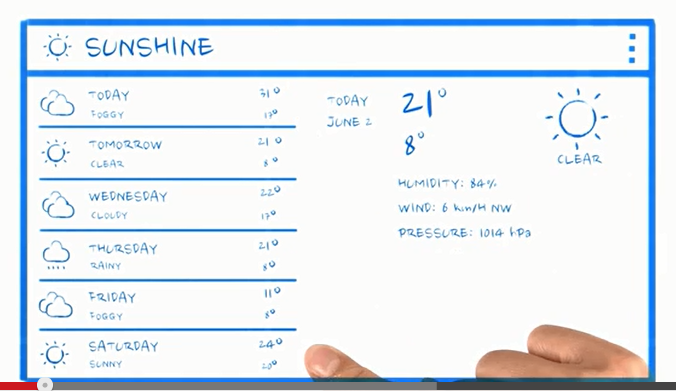 SUNSHINE
TODAY 31°
FOGGY 17°
TOMORROW 21°
CLEAR 8°
WEDNESDAY 22°
CLOUDY 17°
THURSDAY 21°
RAINY 8°
FRIDAY 11°
FOGGY 8°
SATURDAY 24°
SUNNY 20°
TODAY 21°
JUNE 2
8°
CLEAR
HUMIDITY: 84%
WIND: 6 km/H NW
PRESSURE: 1014 hPa